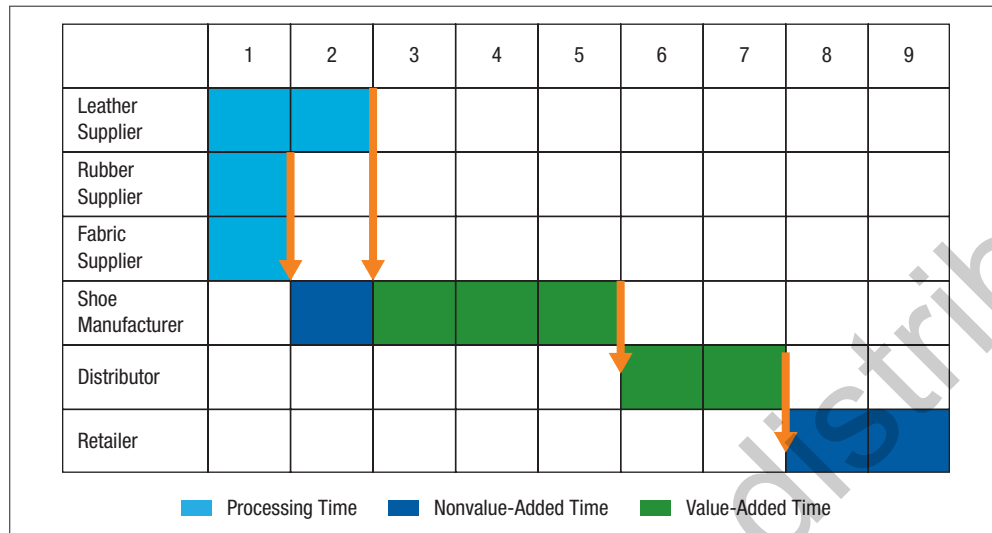 1 2 3 4 5 6 7 8 9
Leather
Supplier
Rubber
Supplier
Fabric
Supplier
Shoe
Manufacturer
Distributor
Retailer
Processing Time Nonvalue-Added Time Value-Added Time
distrib